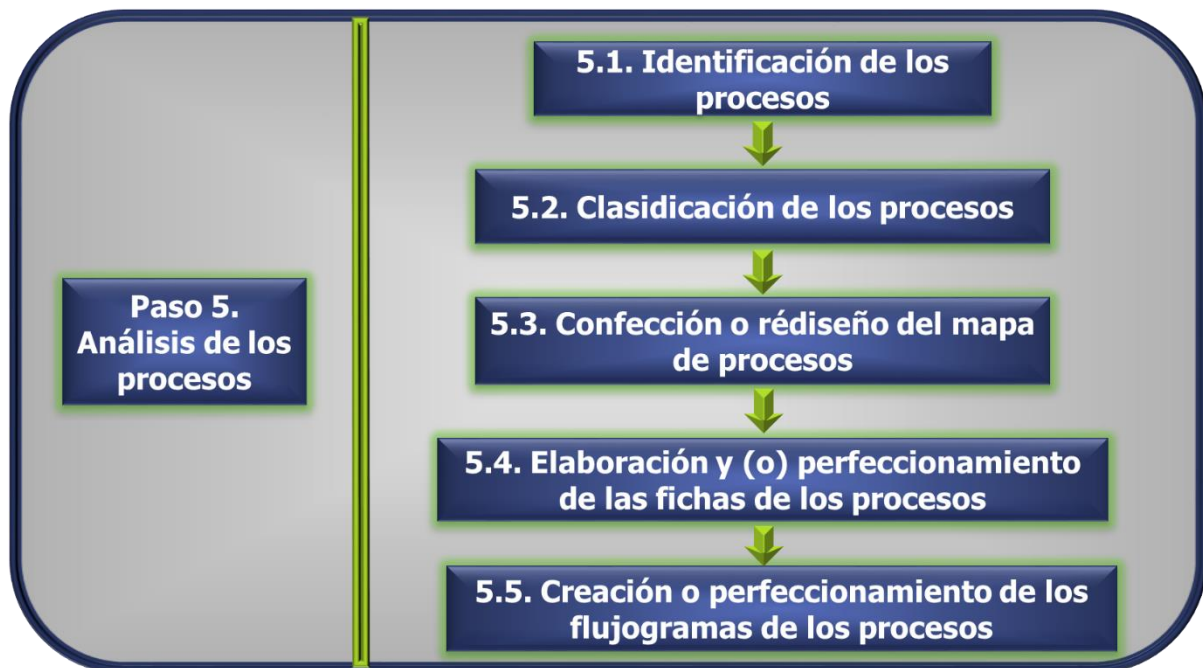 Paso 5.
Análisis de los
procesos
5.1. Identificación de los
procesos
5.2. Clasidicación de los procesos
5.3. Confección o rédiseño del mapa
de procesos
5.4. Elaboración y (o) perfeccionamiento
de las fichas de los procesos
5.5. Creación o perfeccionamiento de los
flujogramas de los procesos